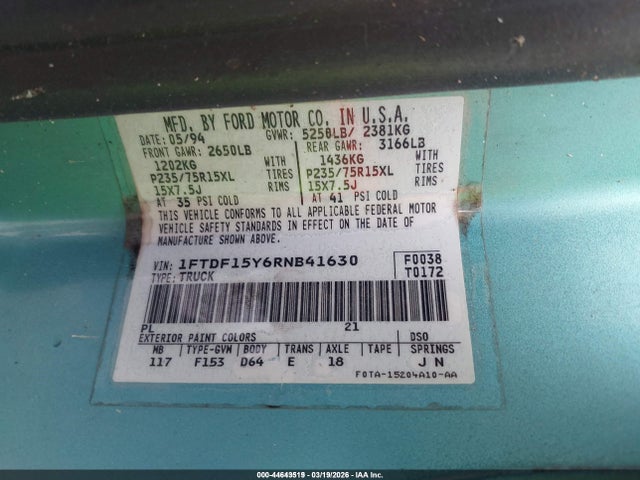 MFD. BY FORD MOTOR CO. IN U.S.A.
DATE: 05/94 GVWR: 5250LB/ 2381KG
FRONT GAWR: 2650LB REAR GAWR: 3166LB
1202KG WITH 1436KG WITH
P235/75R15XL TIRES P235/75R15XL TIRES
15X7.5J RIMS 15X7.5J RIMS
AT 35 PSI COLD AT 41 PSI COLD
THIS VEHICLE CONFORMS TO ALL APPLICABLE FEDERAL MOTOR
VEHICLE SAFETY STANDARDS IN EFFECT ON THE DATE OF
MANUFACTURE SHOWN ABOVE.
VIN: 1FTDF15Y6RNB41630 F0038
TYPE: TRUCK T0172
PL 21
EXTERIOR PAINT COLORS DSO
WB TYPE-GVM BODY TRANS AXLE TAPE SPRINGS
117 F153 D64 E 18 J N
F0TA-15204A10-AA
000-44643519 | 03/19/2026 | IAA Inc.